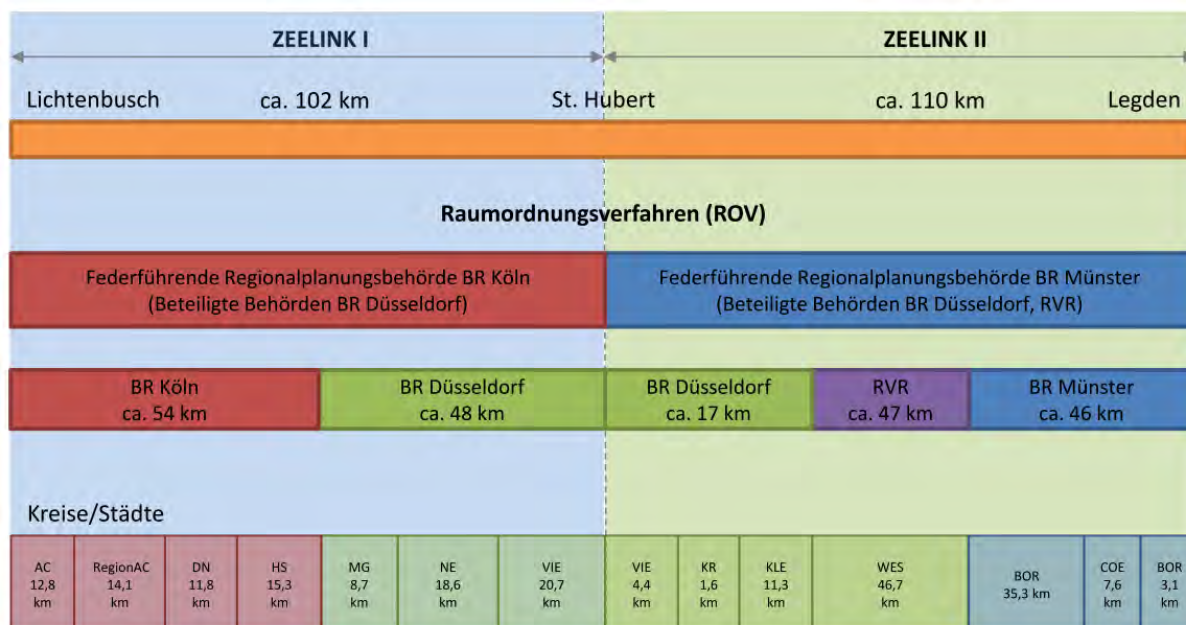 ZEELINK I
ZEELINK II
Lichtenbusch
ca. 102 km
St. Hubert
ca. 110 km
Legden
Raumordnungsverfahren (ROV)
Federführende Regionalplanungsbehörde BR Köln
(Beteiligte Behörden BR Düsseldorf)
Federführende Regionalplanungsbehörde BR Münster
(Beteiligte Behörden BR Düsseldorf, RVR)
BR Köln
ca. 54 km
BR Düsseldorf
ca. 48 km
BR Düsseldorf
ca. 17 km
RVR
ca. 47 km
BR Münster
ca. 46 km
Kreise/Städte
AC
12,8
km
RegionAC
14,1
km
DN
11,8
km
HS
15,3
km
MG
8,7
km
NE
18,6
km
VIE
20,7
km
VIE
4,4
km
KR
1,6
km
KLE
11,3
km
WES
46,7
km
BOR
35,3 km
COE
7,6
km
BOR
3,1
km